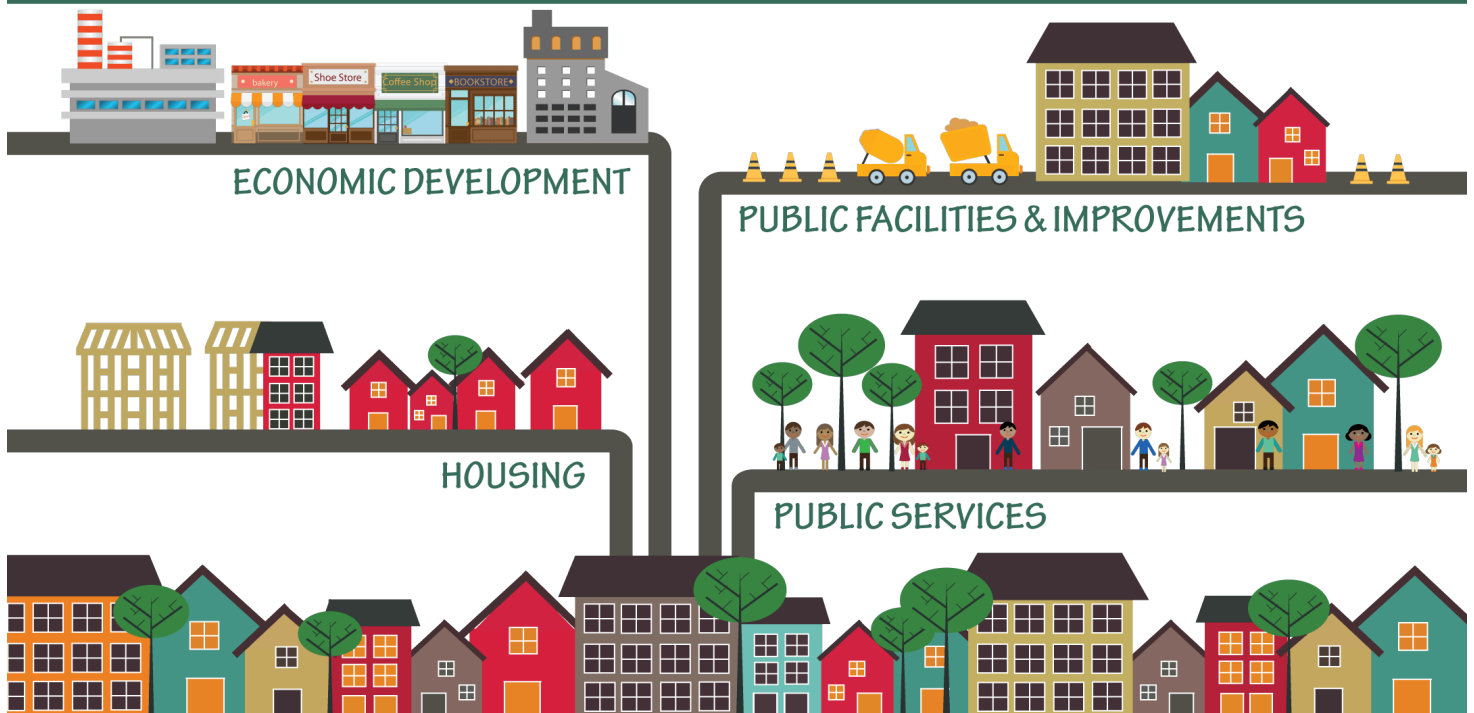 bakery
Shoe Store
Coffee Shop
BOOKSTORE
ECONOMIC DEVELOPMENT
PUBLIC FACILITIES & IMPROVEMENTS
HOUSING
PUBLIC SERVICES